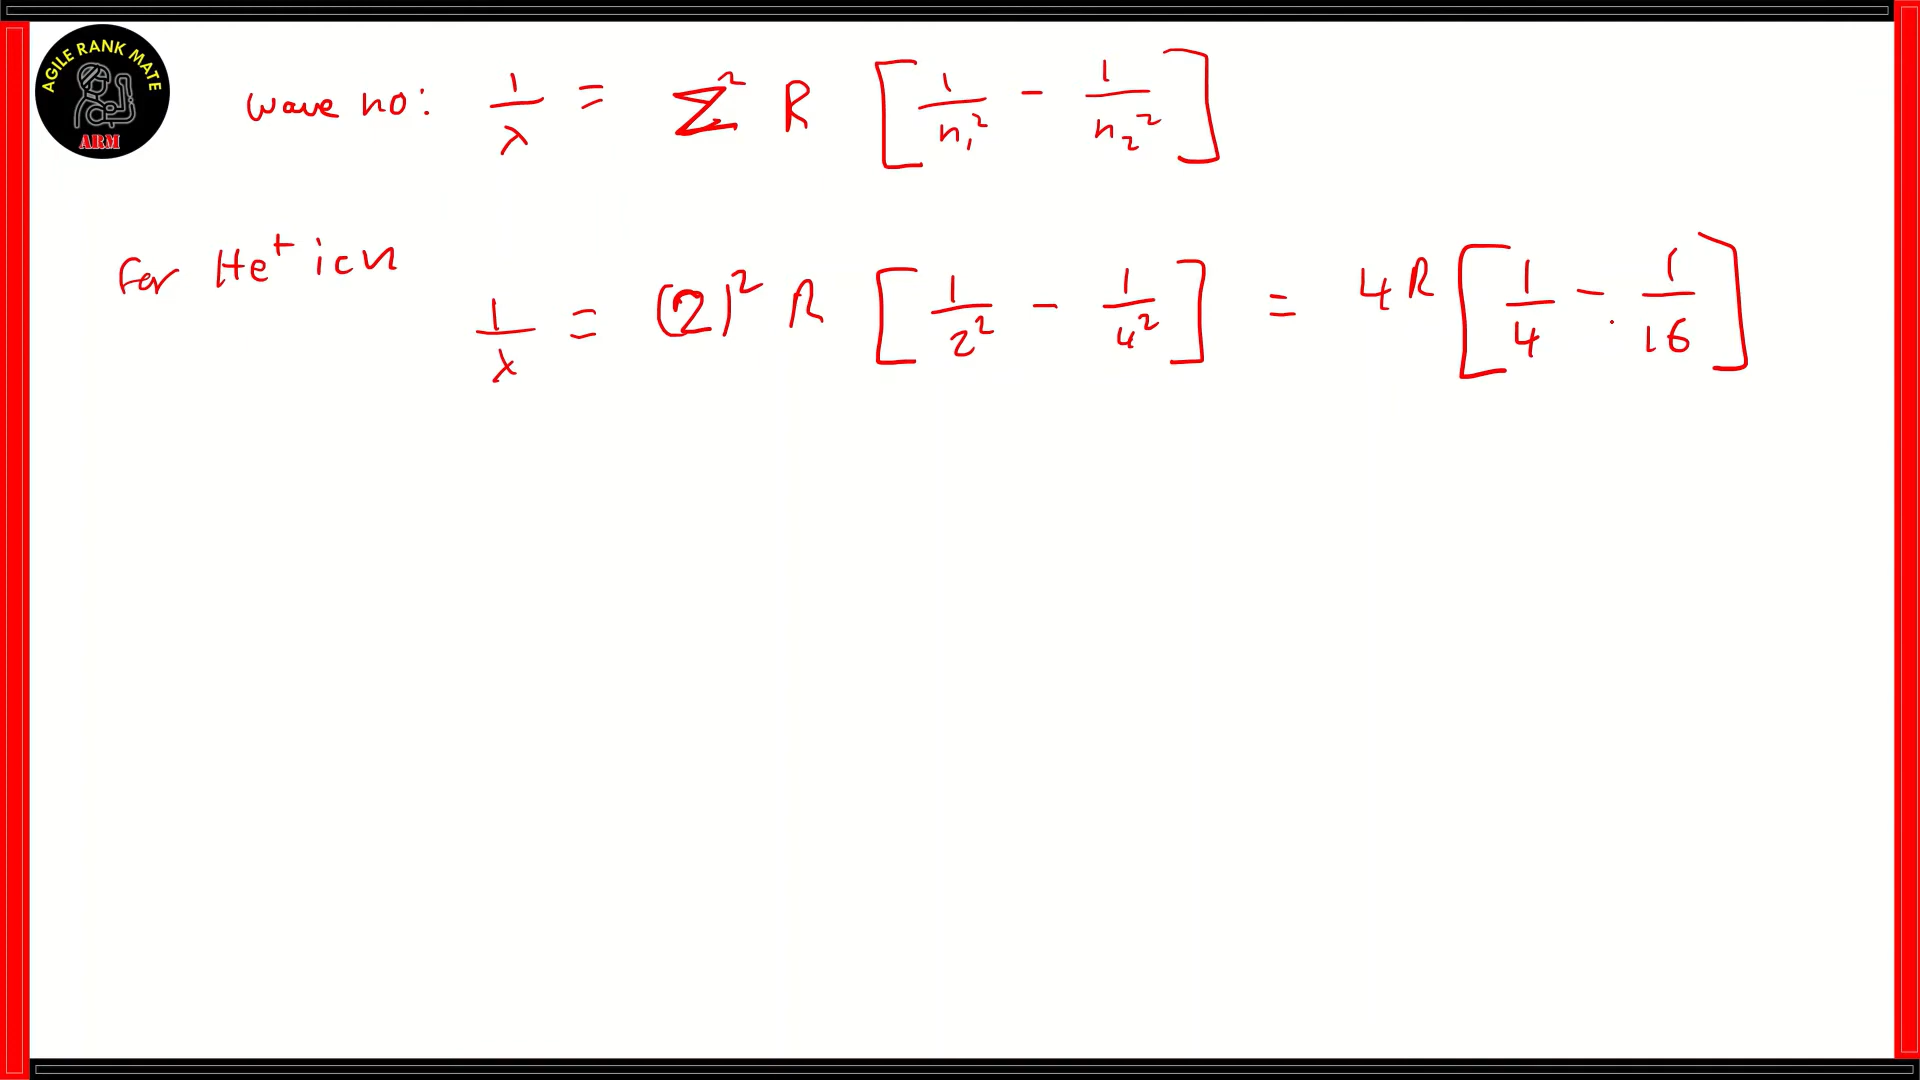 AGILE RANK MATE
ARM
wave no: 1/λ = Z² R [1/n₁² - 1/n₂²]
For He⁺ ion
1/λ = (2)² R [1/2² - 1/4²] = 4R [1/4 - 1/16]